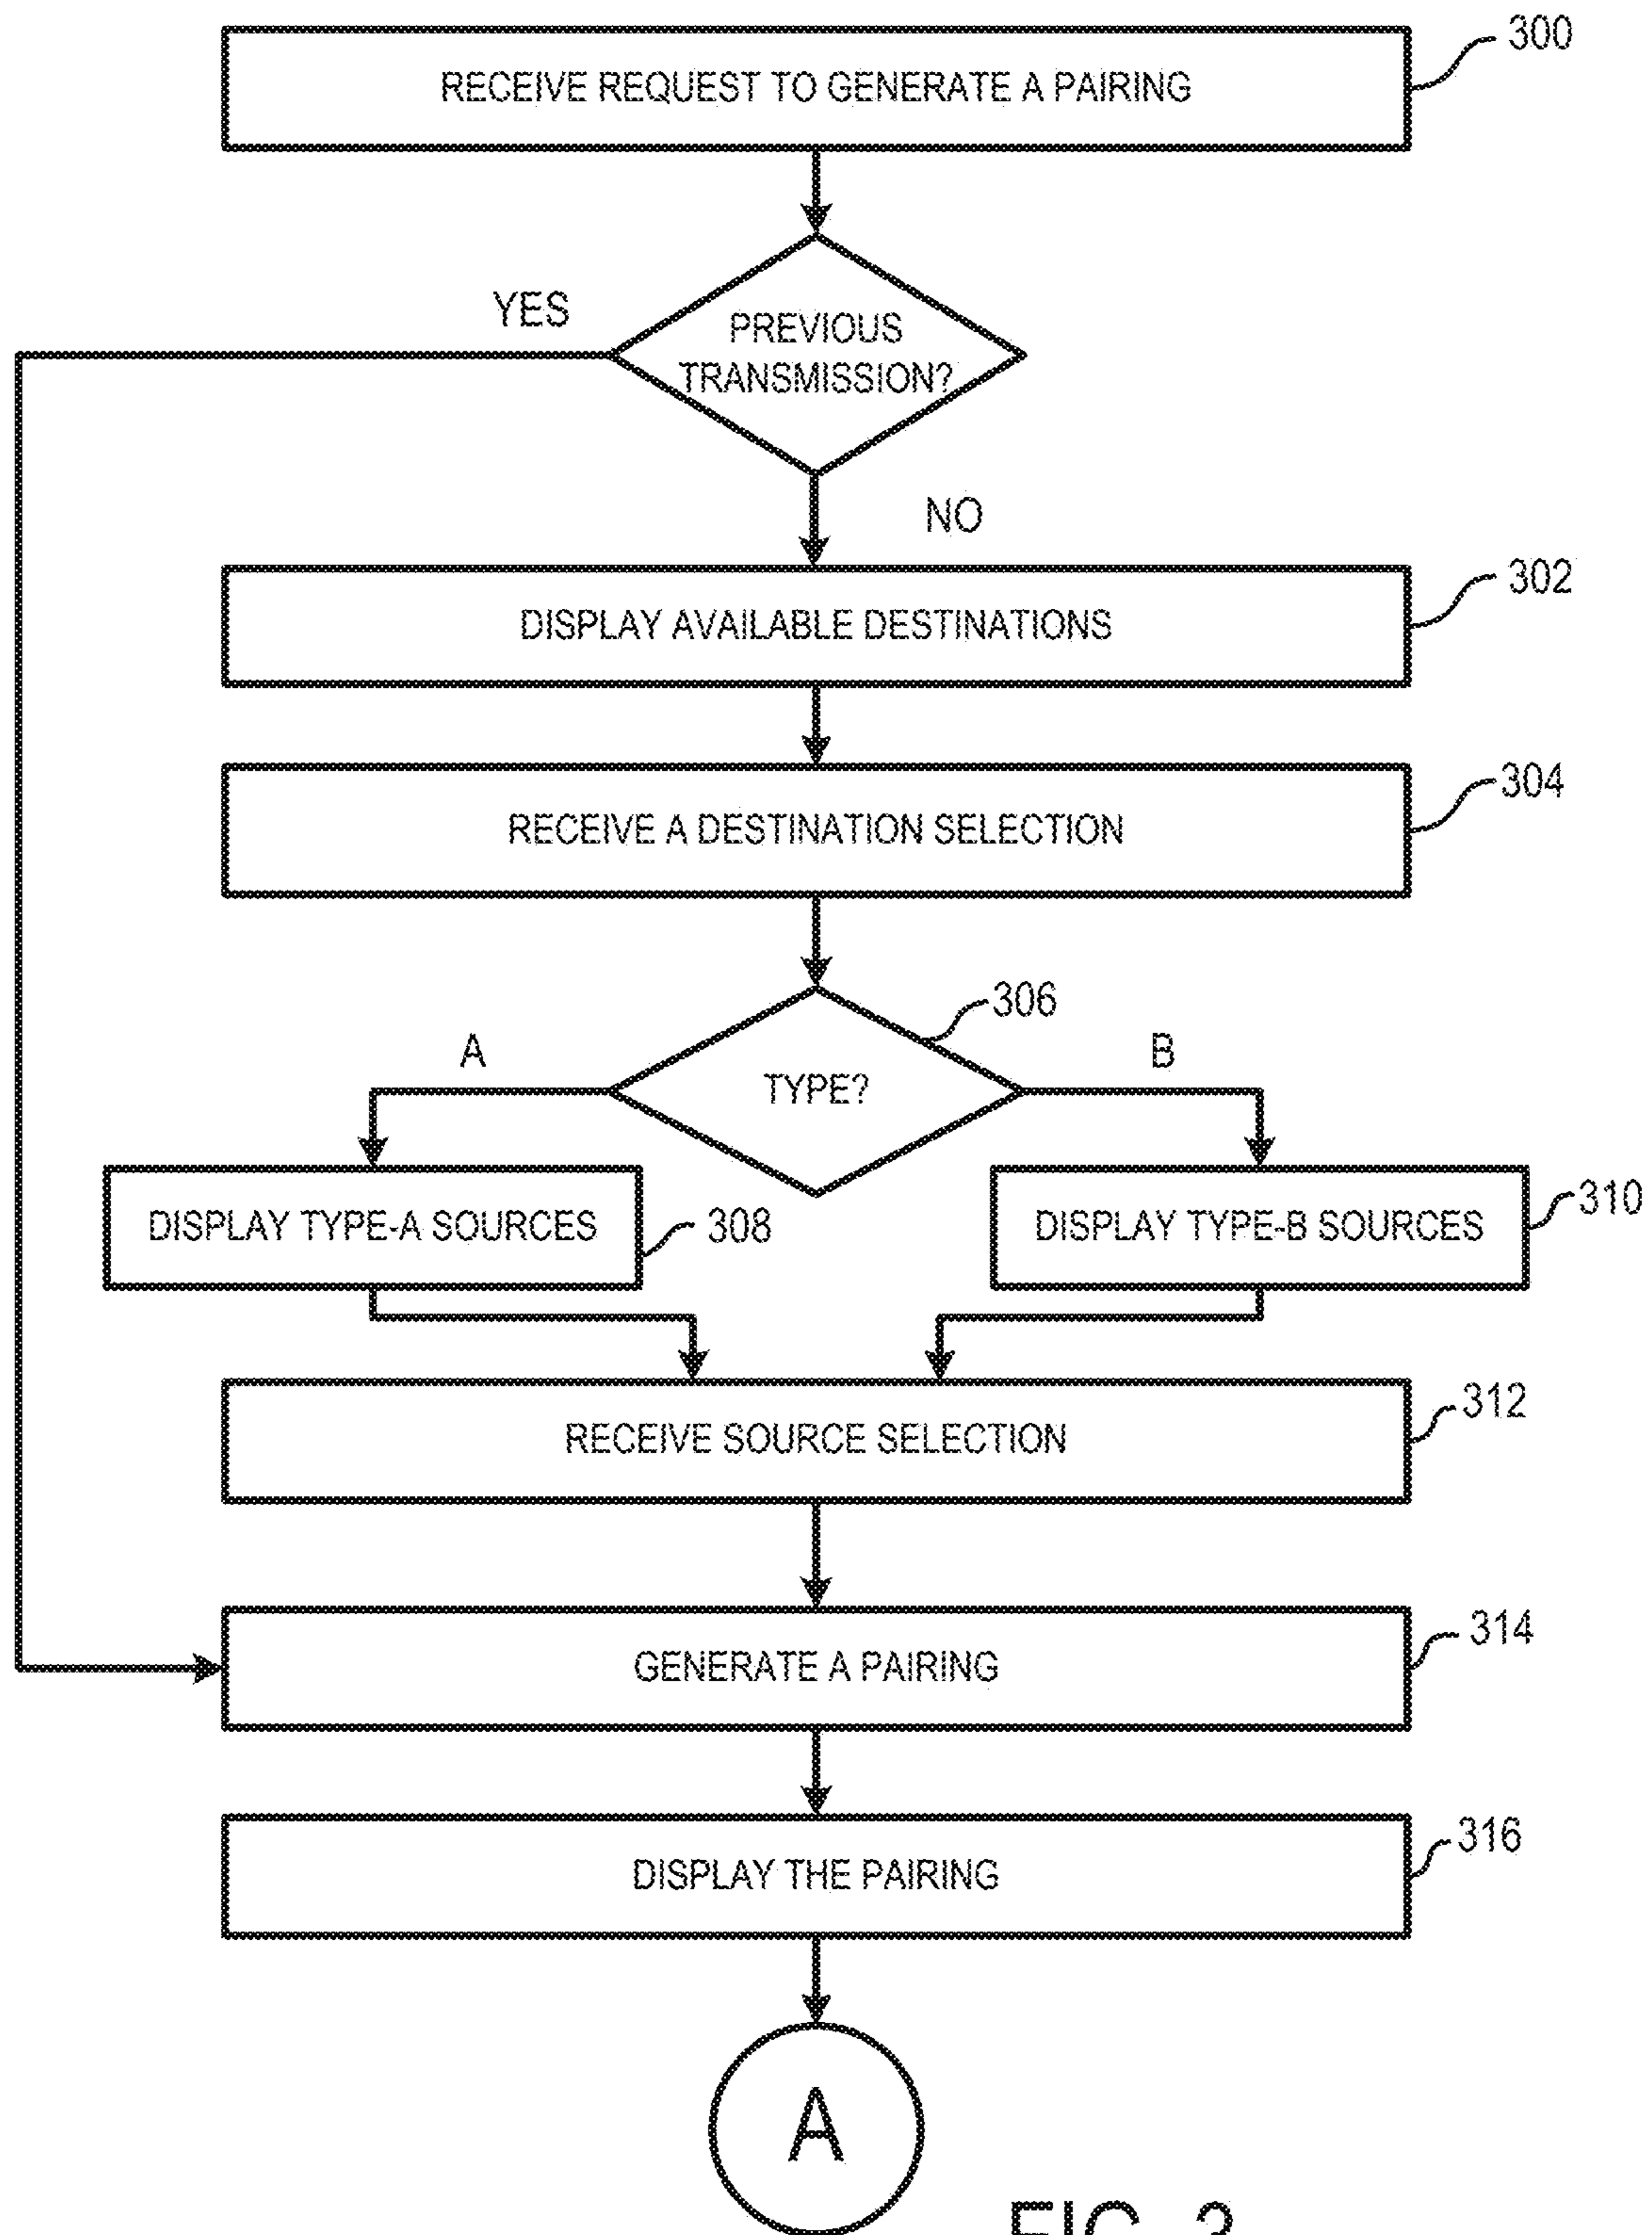 RECEIVE REQUEST TO GENERATE A PAIRING
300
PREVIOUS
TRANSMISSION?
YES
NO
DISPLAY AVAILABLE DESTINATIONS
302
RECEIVE A DESTINATION SELECTION
304
306
A
TYPE?
B
DISPLAY TYPE-A SOURCES
308
DISPLAY TYPE-B SOURCES
310
RECEIVE SOURCE SELECTION
312
GENERATE A PAIRING
314
DISPLAY THE PAIRING
316
A
FIG. 3